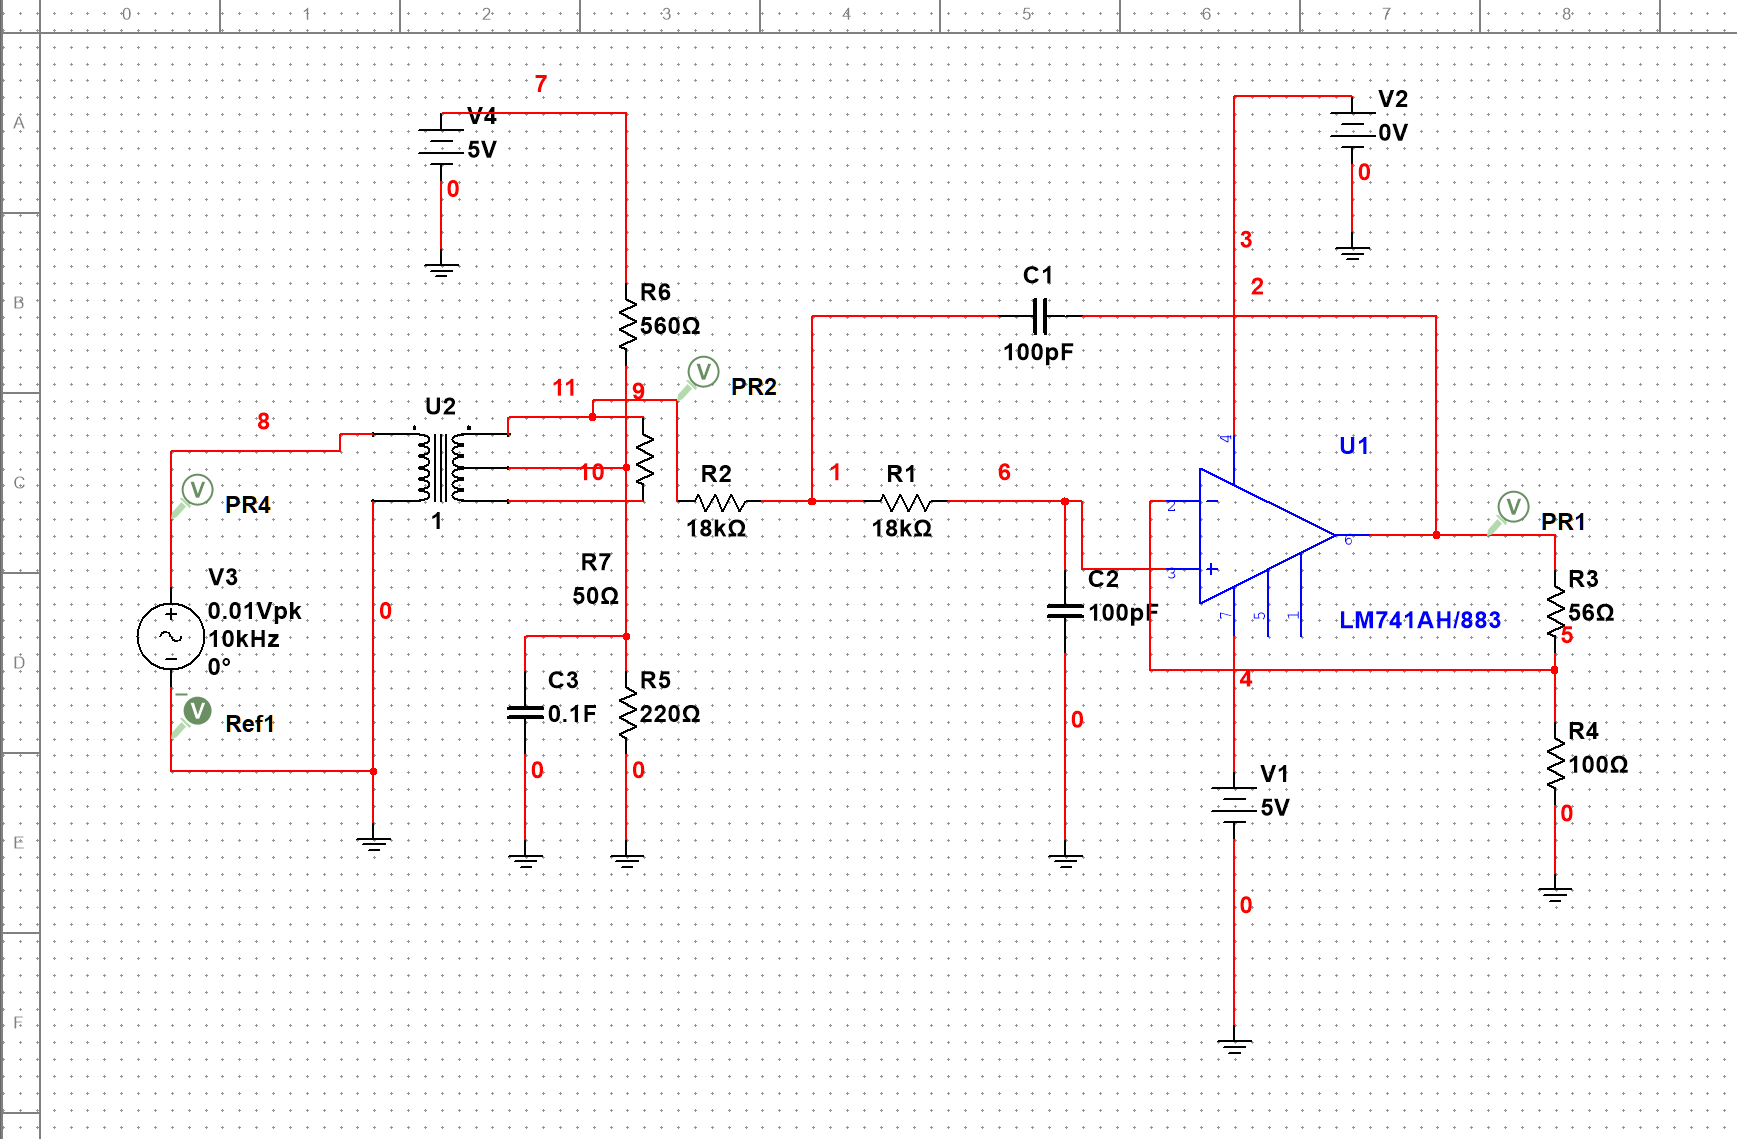 0 1 2 3 4 5 6 7 8
A
B
C
D
E
F
7
V4
5V
0
V2
0V
0
3
2
C1
100pF
R6
560Ω
11
9
PR2
8
U2
1
10
PR4
R2
18kΩ
1
R1
18kΩ
6
U1
4
2
3
6
7
5
1
LM741AH/883
PR1
V3
0.01Vpk
10kHz
0°
0
Ref1
R7
50Ω
C3
0.1F
0
R5
220Ω
0
C2
100pF
0
R3
56Ω
5
4
R4
100Ω
0
V1
5V
0
V
V
V
V